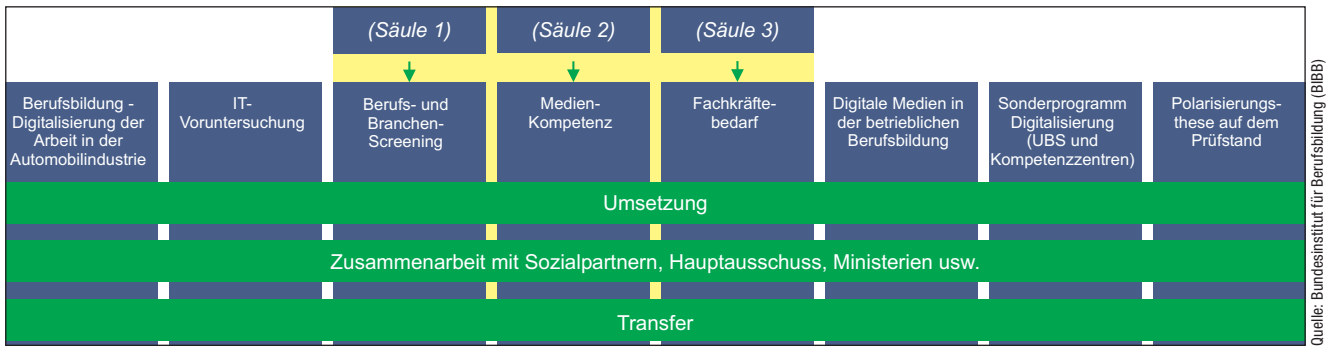 (Säule 1)
(Säule 2)
(Säule 3)
Berufsbildung -
Digitalisierung der
Arbeit in der
Automobilindustrie
IT-
Voruntersuchung
Berufs- und
Branchen-
Screening
Medien-
Kompetenz
Fachkräfte-
bedarf
Digitale Medien in
der betrieblichen
Berufsbildung
Sonderprogramm
Digitalisierung
(UBS und
Kompetenzzentren)
Polarisierungs-
these auf dem
Prüfstand
Umsetzung
Zusammenarbeit mit Sozialpartnern, Hauptausschuss, Ministerien usw.
Transfer
Quelle: Bundesinstitut für Berufsbildung (BIBB)